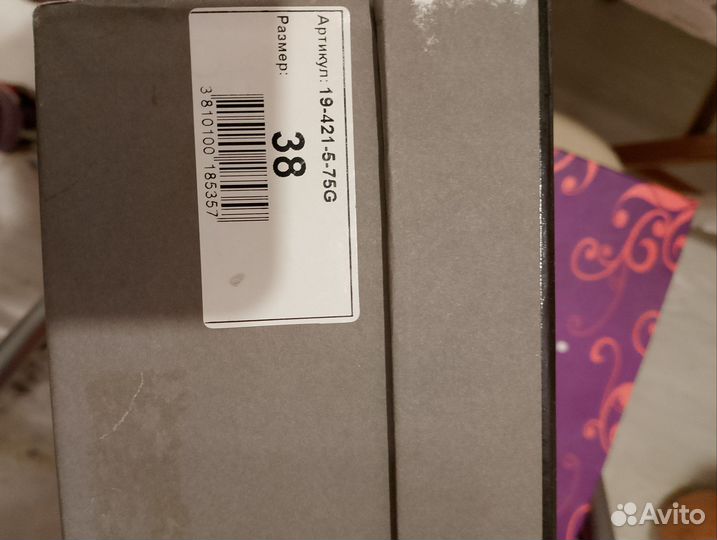 Артикул: 19-421-5-75G
Размер: 38
3 810100 185357
Avito